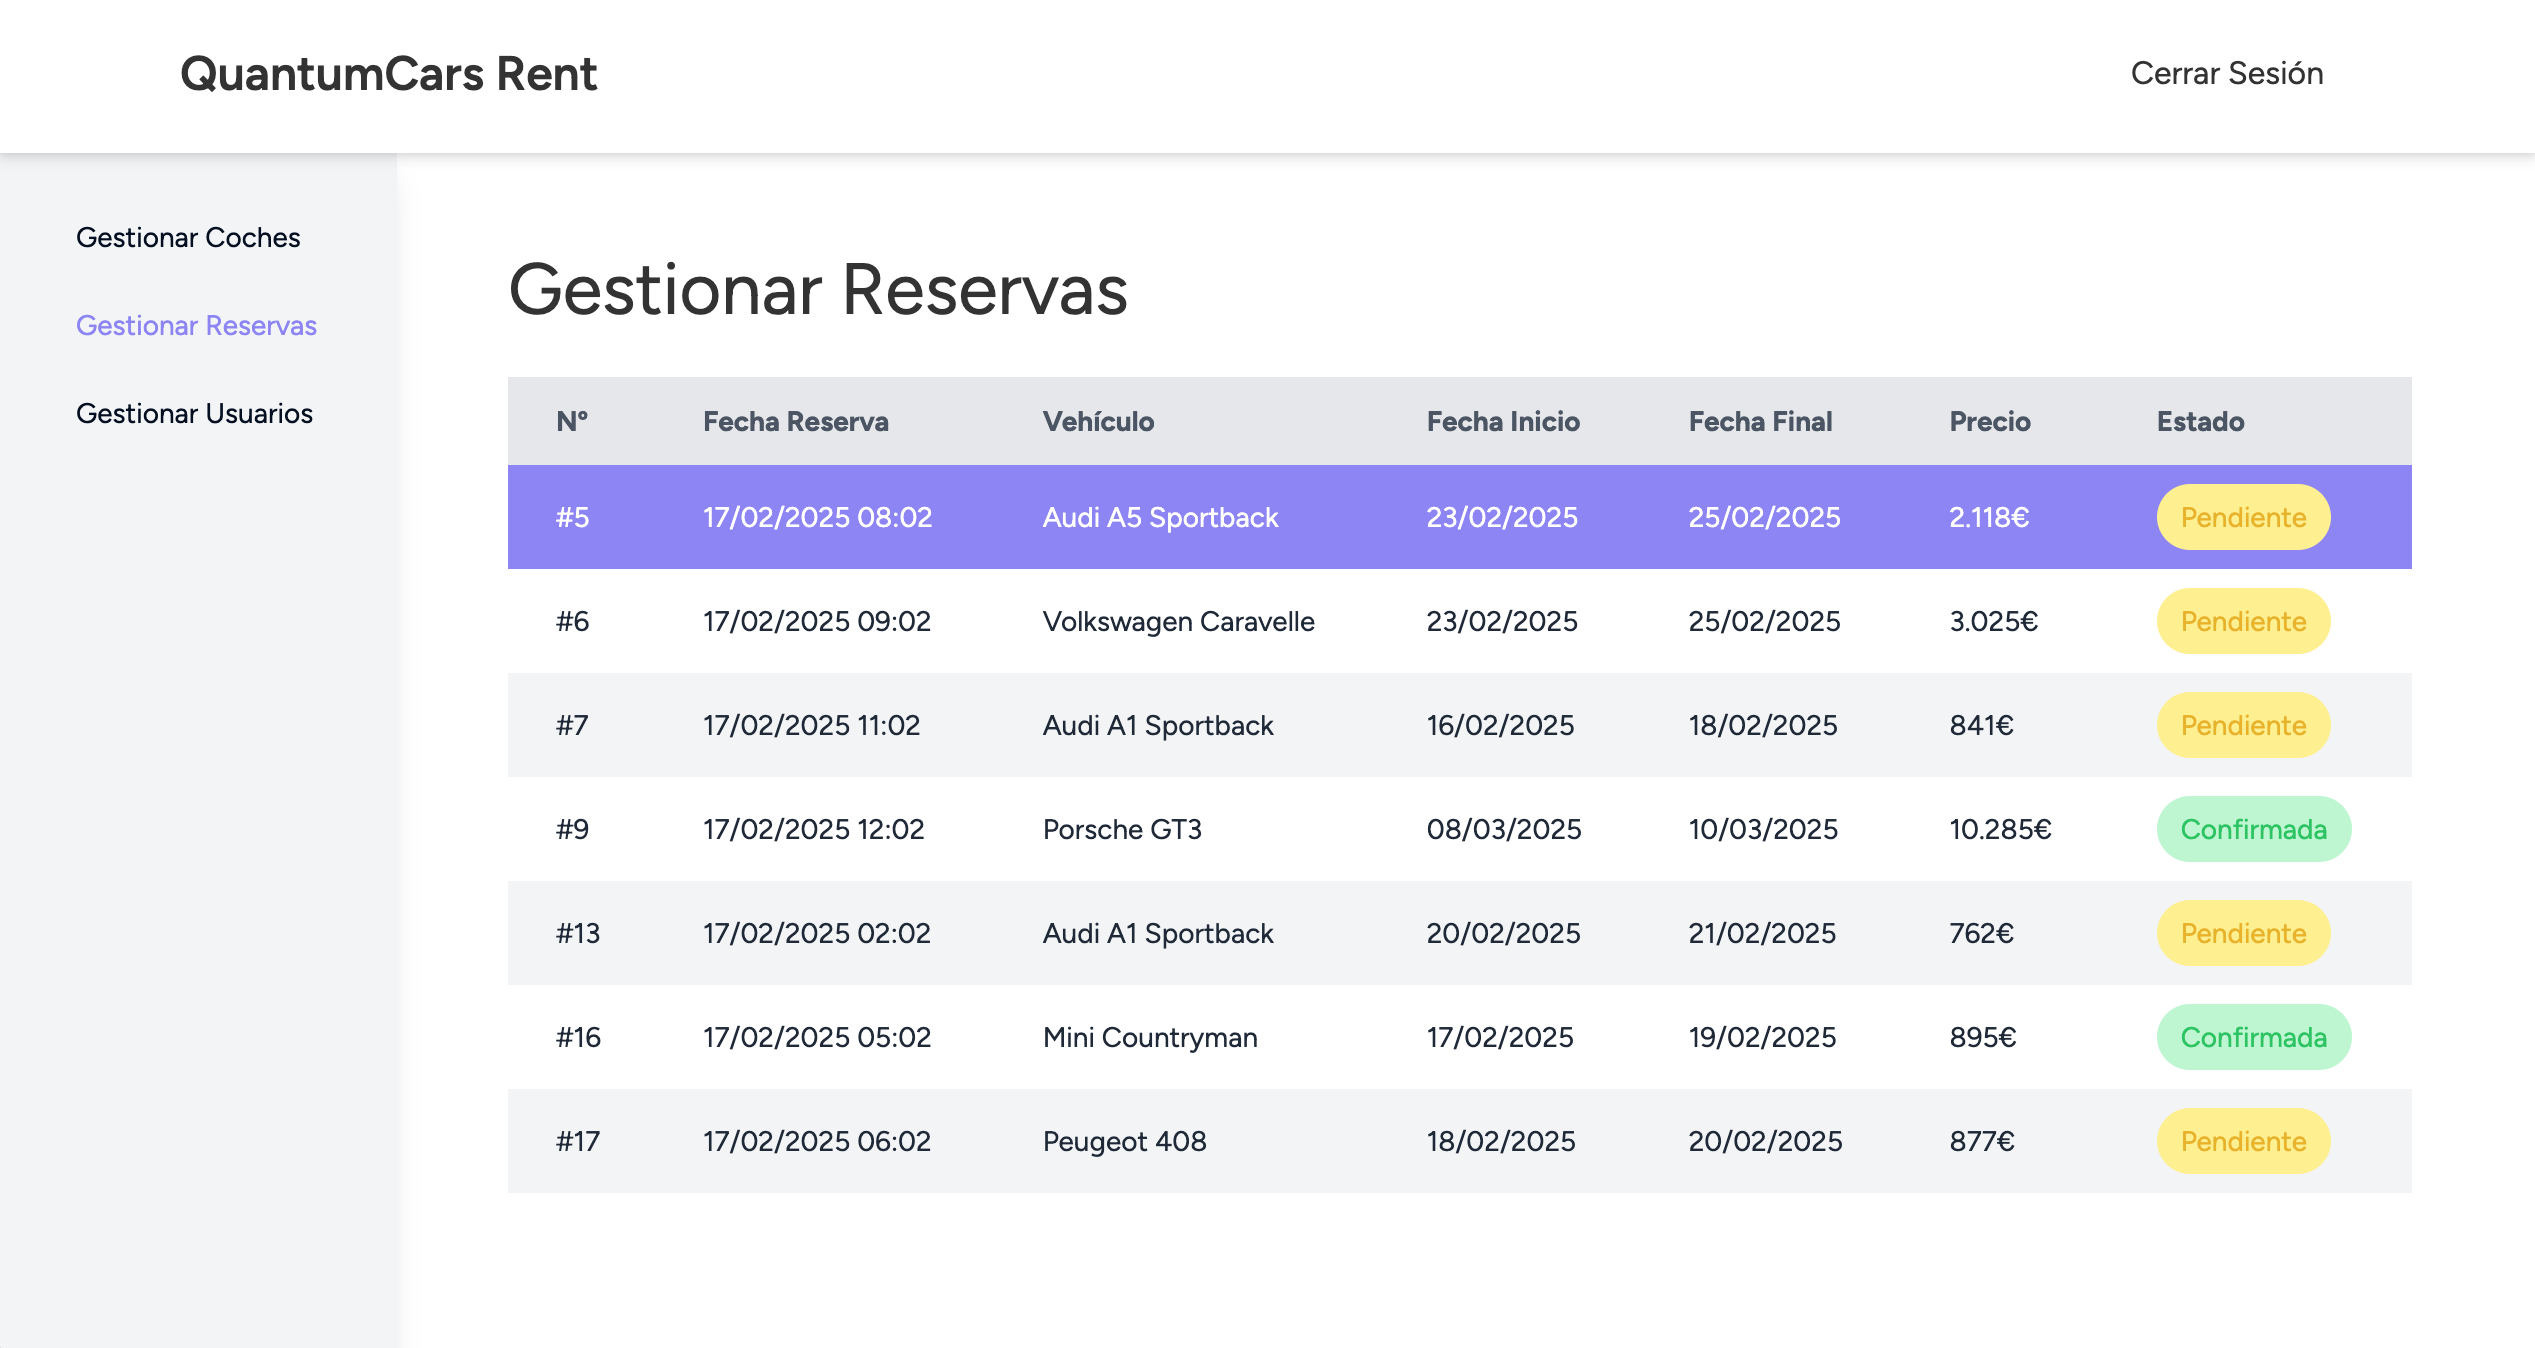 QuantumCars Rent
Cerrar Sesión
Gestionar Coches
Gestionar Reservas
Gestionar Usuarios
Gestionar Reservas
Nº Fecha Reserva Vehículo Fecha Inicio Fecha Final Precio Estado
#5 17/02/2025 08:02 Audi A5 Sportback 23/02/2025 25/02/2025 2.118€ Pendiente
#6 17/02/2025 09:02 Volkswagen Caravelle 23/02/2025 25/02/2025 3.025€ Pendiente
#7 17/02/2025 11:02 Audi A1 Sportback 16/02/2025 18/02/2025 841€ Pendiente
#9 17/02/2025 12:02 Porsche GT3 08/03/2025 10/03/2025 10.285€ Confirmada
#13 17/02/2025 02:02 Audi A1 Sportback 20/02/2025 21/02/2025 762€ Pendiente
#16 17/02/2025 05:02 Mini Countryman 17/02/2025 19/02/2025 895€ Confirmada
#17 17/02/2025 06:02 Peugeot 408 18/02/2025 20/02/2025 877€ Pendiente